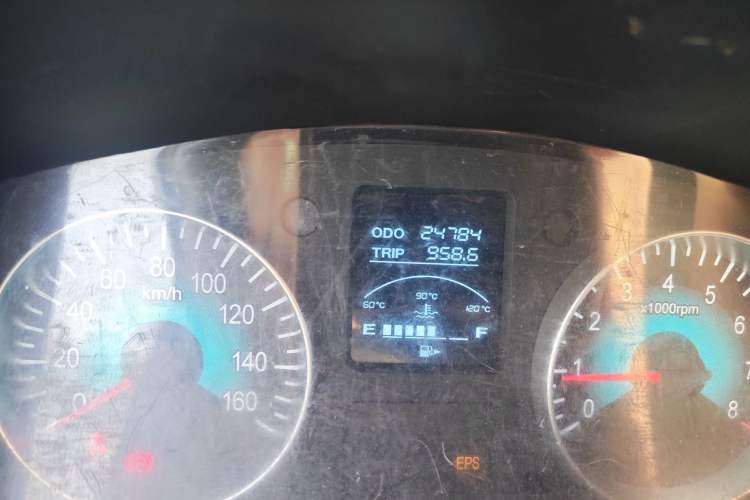 ODO 24784
TRIP 958.6
60°C 90°C 120°C
E F
0 20 40 60 80 100 120 140 160
km/h
0 1 2 3 4 5 6 7 8
x1000rpm
EPS